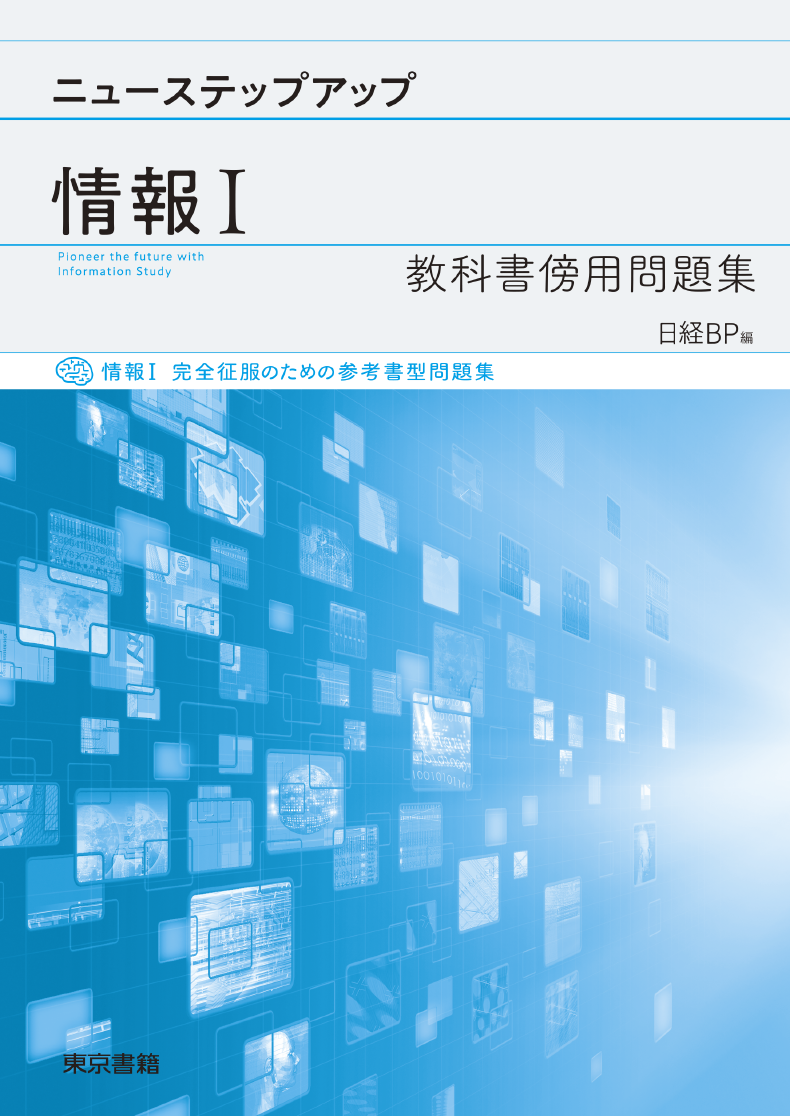 ニューステップアップ
情報Ⅰ
Pioneer the future with
Information Study
教科書傍用問題集
日経BP編
情報Ⅰ 完全征服のための参考書型問題集
東京書籍